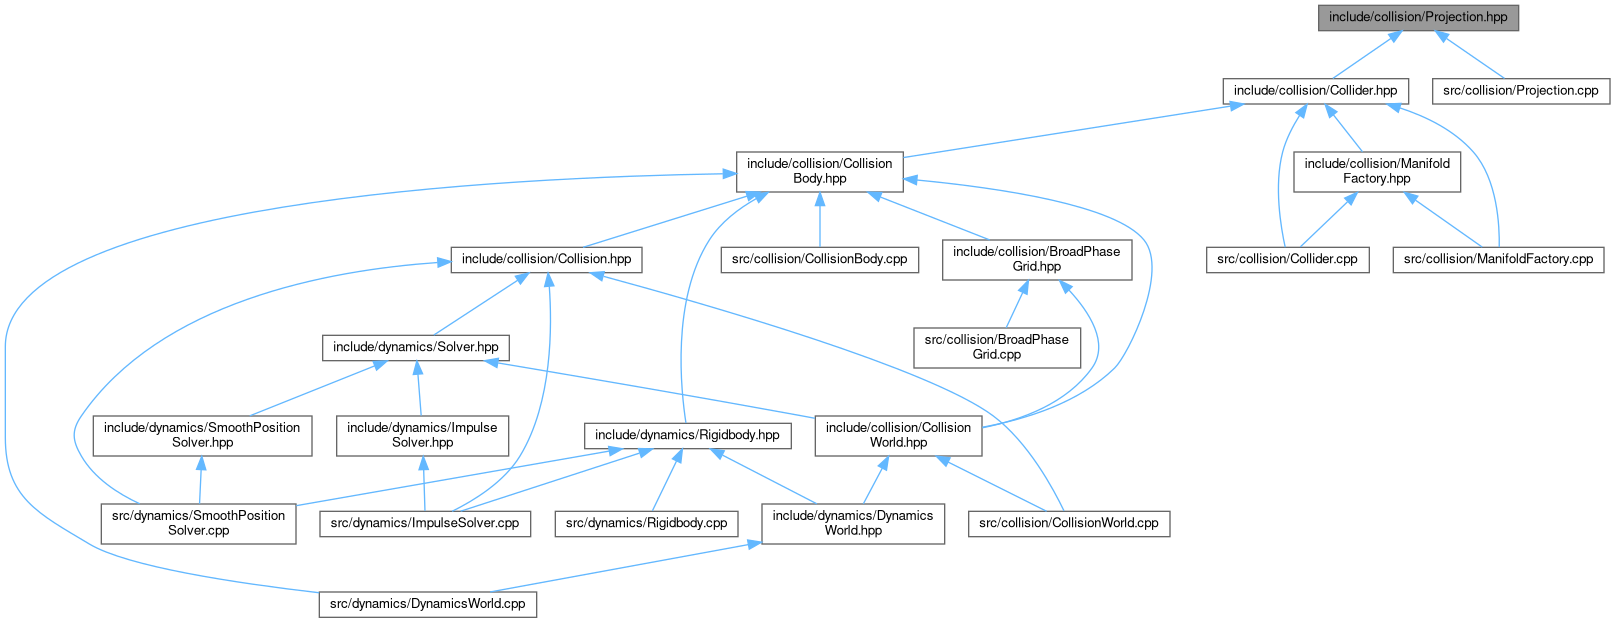 include/collision/Projection.hpp
include/collision/Collider.hpp
src/collision/Projection.cpp
include/collision/Collision
Body.hpp
include/collision/Manifold
Factory.hpp
include/collision/Collision.hpp
src/collision/CollisionBody.cpp
include/collision/BroadPhase
Grid.hpp
src/collision/Collider.cpp
src/collision/ManifoldFactory.cpp
include/dynamics/Solver.hpp
src/collision/BroadPhase
Grid.cpp
include/dynamics/SmoothPosition
Solver.hpp
include/dynamics/Impulse
Solver.hpp
include/dynamics/Rigidbody.hpp
include/collision/Collision
World.hpp
src/dynamics/SmoothPosition
Solver.cpp
src/dynamics/ImpulseSolver.cpp
src/dynamics/Rigidbody.cpp
include/dynamics/Dynamics
World.hpp
src/collision/CollisionWorld.cpp
src/dynamics/DynamicsWorld.cpp